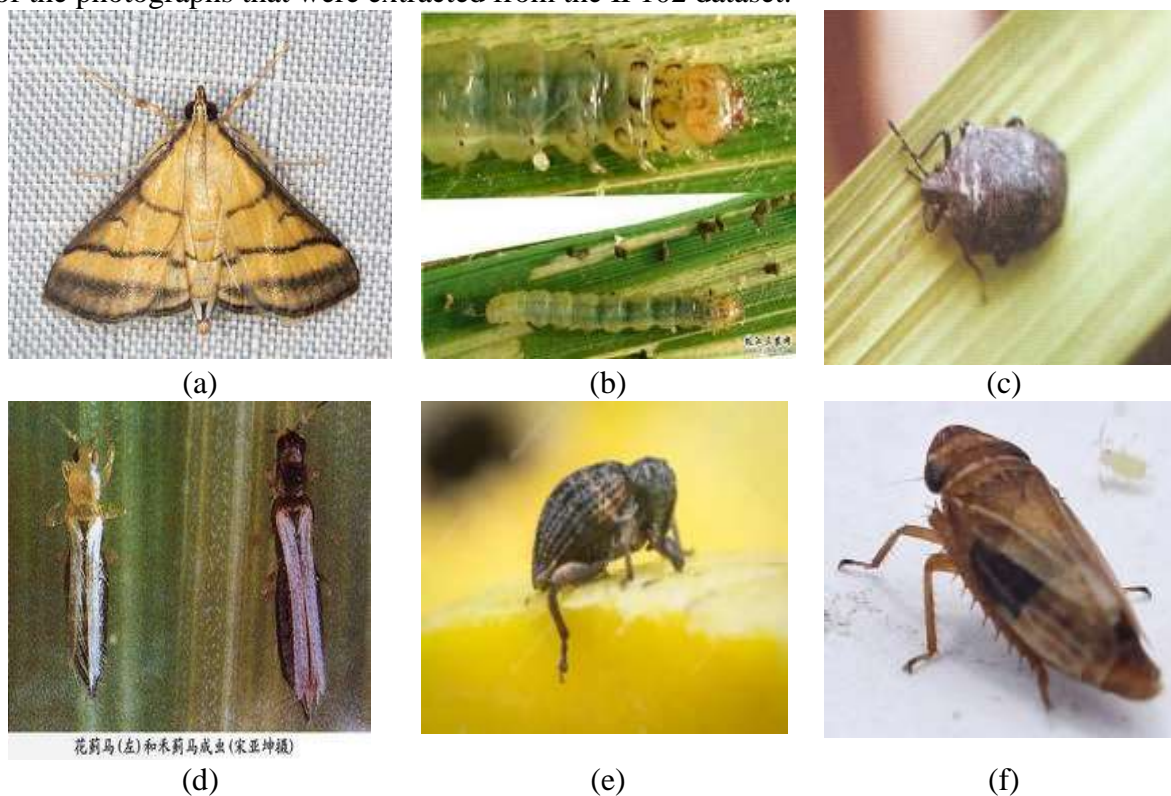 of the photographs that were extracted from the IP102 dataset.
(a)
(b)
(c)
花蓟马(左)和禾蓟马成虫(宋亚坤摄)
(d)
(e)
(f)